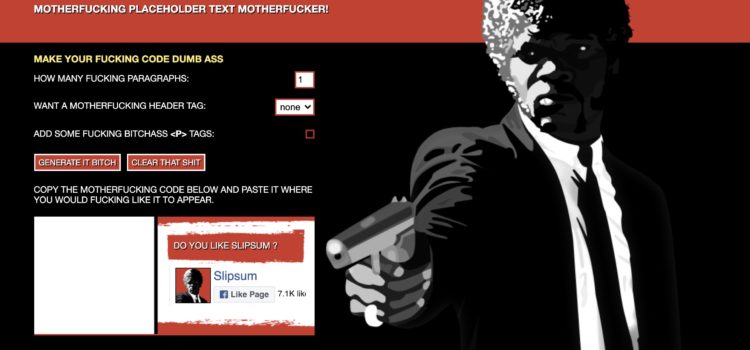 MOTHERFUCKING PLACEHOLDER TEXT MOTHERFUCKER!
MAKE YOUR FUCKING CODE DUMB ASS
HOW MANY FUCKING PARAGRAPHS:
1
WANT A MOTHERFUCKING HEADER TAG:
none
ADD SOME FUCKING BITCHASS <P> TAGS:
GENERATE IT BITCH
CLEAR THAT SHIT
COPY THE MOTHERFUCKING CODE BELOW AND PASTE IT WHERE
YOU WOULD FUCKING LIKE IT TO APPEAR.
DO YOU LIKE SLIPSUM ?
Slipsum
Like Page
7.1K